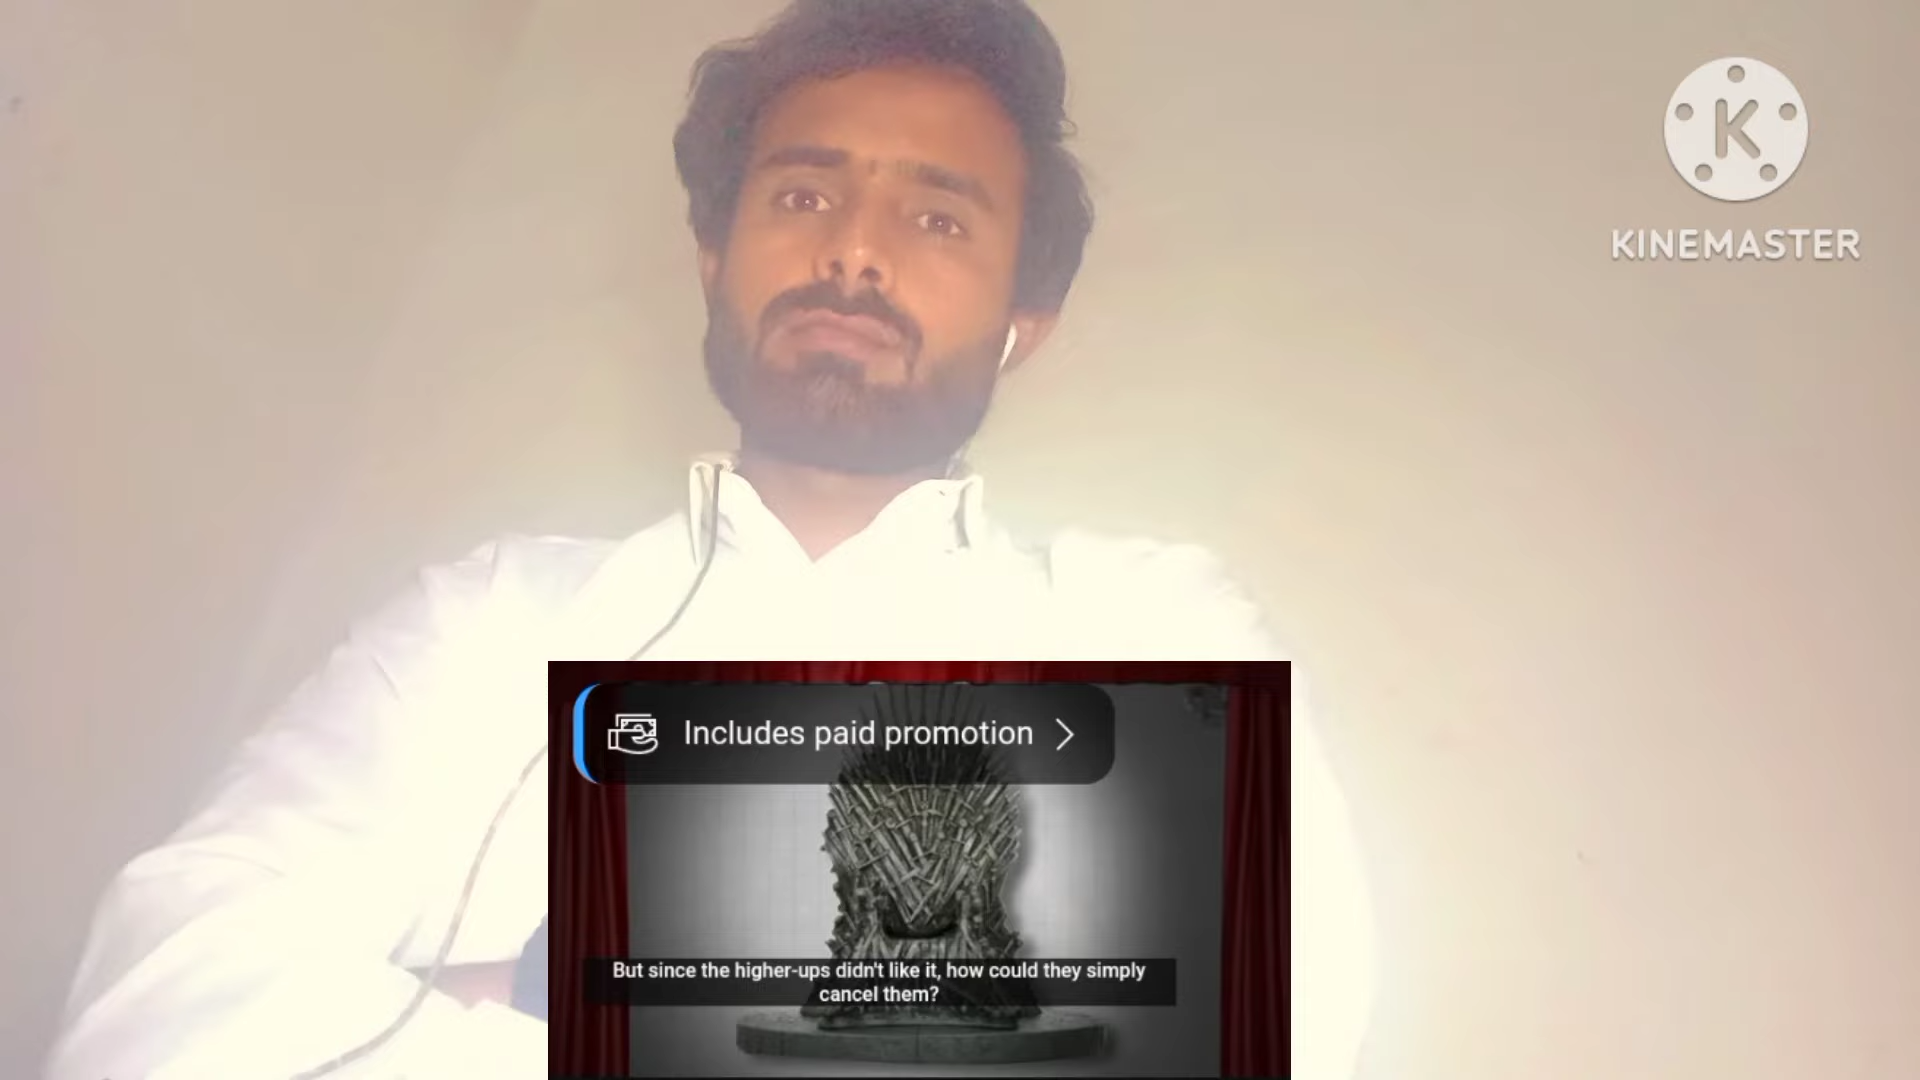 K
KINEMASTER
Includes paid promotion
But since the higher-ups didn't like it, how could they simply
cancel them?